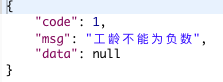 {
"code": 1,
"msg": "工龄不能为负数",
"data": null
}